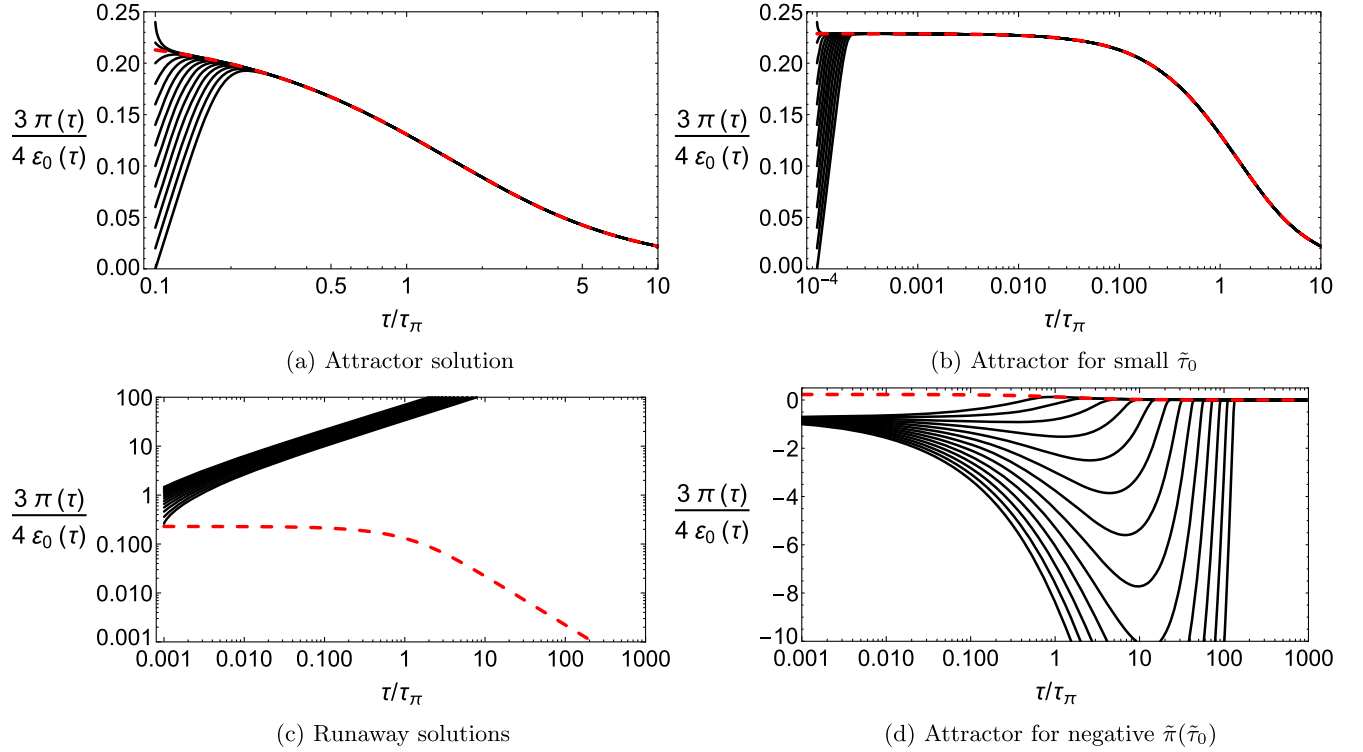 0.25
0.20
0.15
0.10
0.05
0.00
3 π (τ)
4 ε₀ (τ)
0.1 0.5 1 5 10
τ/τπ
(a) Attractor solution
0.25
0.20
0.15
0.10
0.05
0.00
3 π (τ)
4 ε₀ (τ)
10⁻⁴ 0.001 0.010 0.100 1 10
τ/τπ
(b) Attractor for small τ̃₀
100
10
1
0.100
0.010
0.001
3 π (τ)
4 ε₀ (τ)
0.001 0.010 0.100 1 10 100 1000
τ/τπ
(c) Runaway solutions
0
−2
−4
−6
−8
−10
3 π (τ)
4 ε₀ (τ)
0.001 0.010 0.100 1 10 100 1000
τ/τπ
(d) Attractor for negative π̃(τ̃₀)